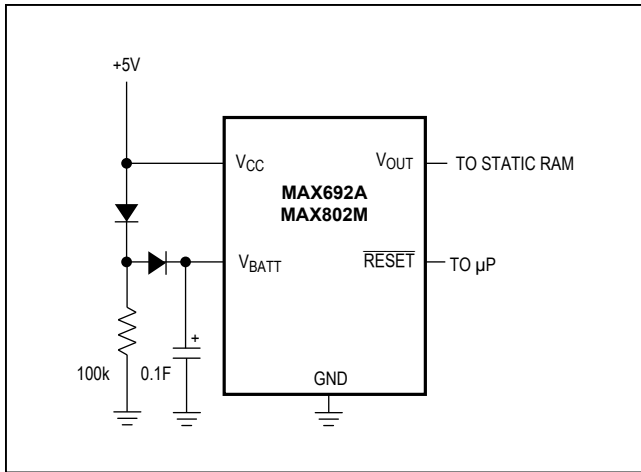 +5V
VCC
VOUT
TO STATIC RAM
MAX692A
MAX802M
VBATT
RESET
TO µP
+
100k
0.1F
GND